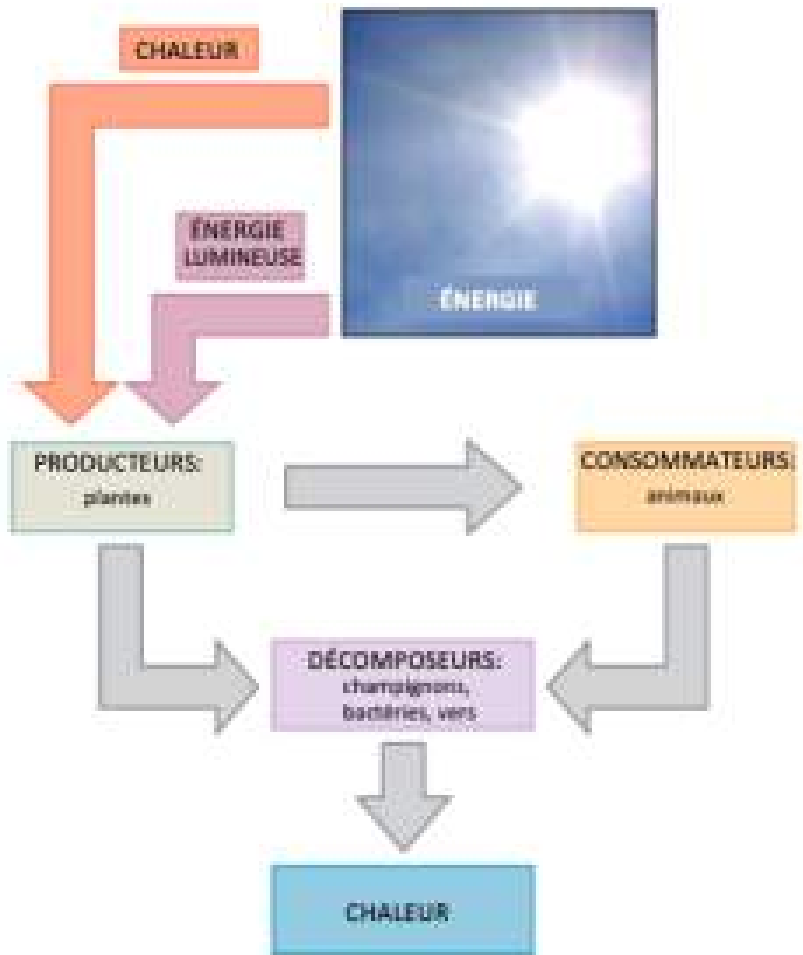 CHALEUR
ÉNERGIE
LUMINEUSE
ÉNERGIE
PRODUCTEURS:
plantes
CONSOMMATEURS:
animaux
DÉCOMPOSEURS:
champignons,
bactéries, vers
CHALEUR